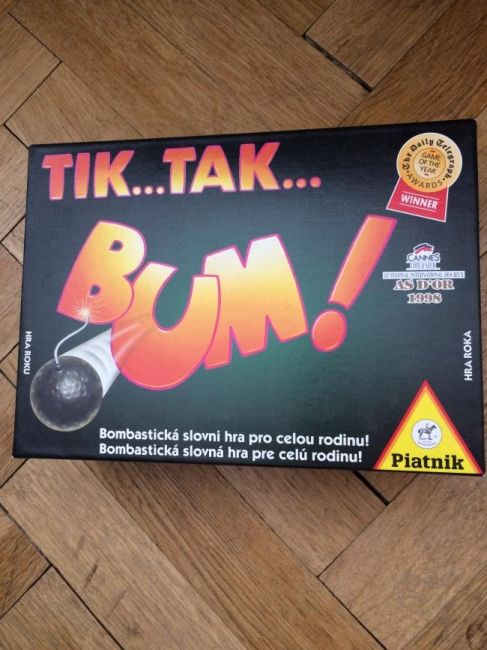 TIK...TAK...
BUM!
The Daily Telegraph
GAME
OF THE
YEAR
AWARDS
WINNER
CANNES
AS D'OR
1998
HRA ROKU
HRA ROKA
Bombastická slovni hra pro celou rodinu!
Bombastická slovná hra pre celú rodinu!
Piatnik